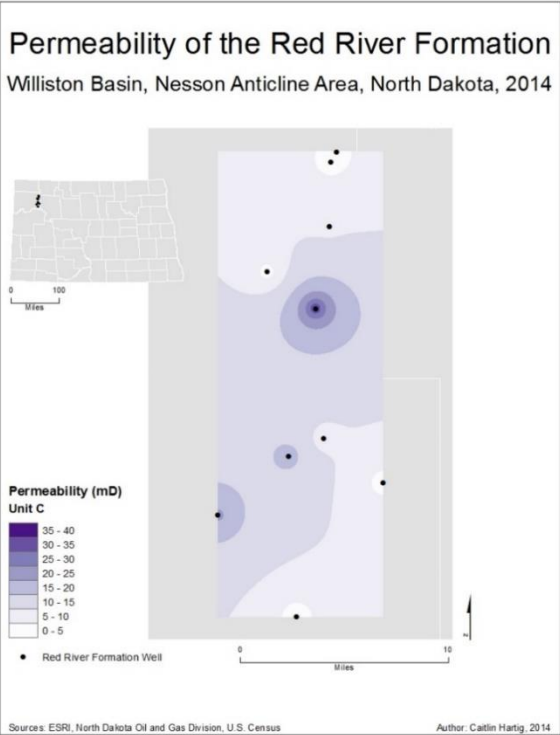 Permeability of the Red River Formation
Williston Basin, Nesson Anticline Area, North Dakota, 2014
0 100
Miles
Permeability (mD)
Unit C
35 - 40
30 - 35
25 - 30
20 - 25
15 - 20
10 - 15
5 - 10
0 - 5
Red River Formation Well
0 10
Miles
N
Sources: ESRI, North Dakota Oil and Gas Division, U.S. Census
Author: Caitlin Hartig, 2014